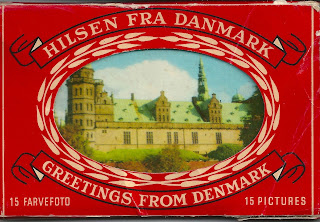 HILSEN FRA DANMARK
GREETINGS FROM DENMARK
15 FARVEFOTO
15 PICTURES